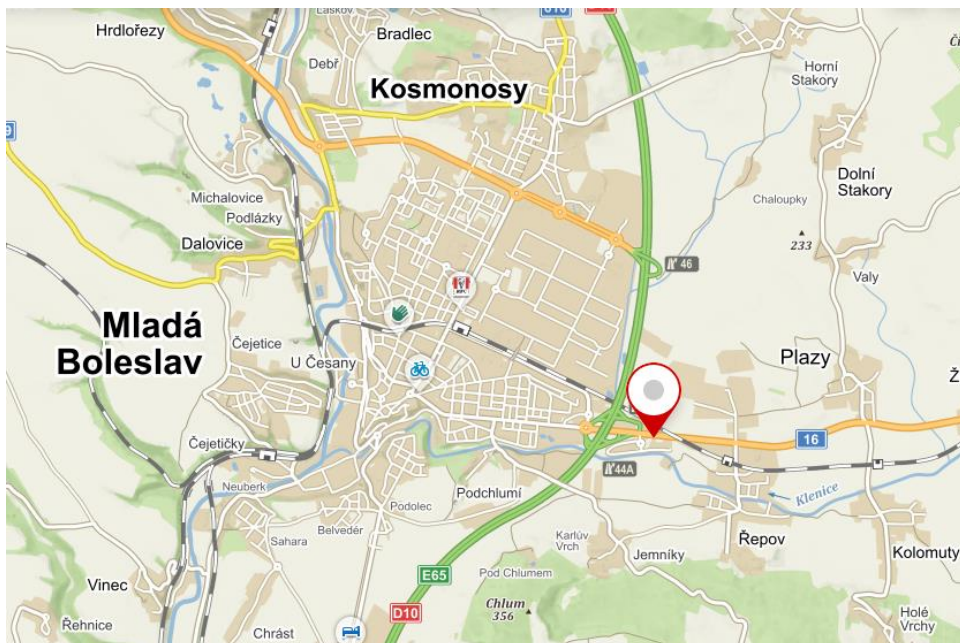 Laskov
Hrdlořezy
Bradlec
Debř
Kosmonosy
Horní
Stakory
Dolní
Stakory
Michalovice
Podlázky
Chaloupky
Dalovice
233
46
Valy
KFC
Mladá
Boleslav
Čejetice
U Česany
Plazy
Ž
Čejetičky
16
44A
Neuberk
Podchlumí
Klenice
Podolec
Belvedér
Sahara
Karlův
Vrch
Řepov
Jemníky
Kolomuty
Vinec
E65
Pod Chlumem
D10
Chlum
356
Holé
Vrchy
Řehnice
Chrást